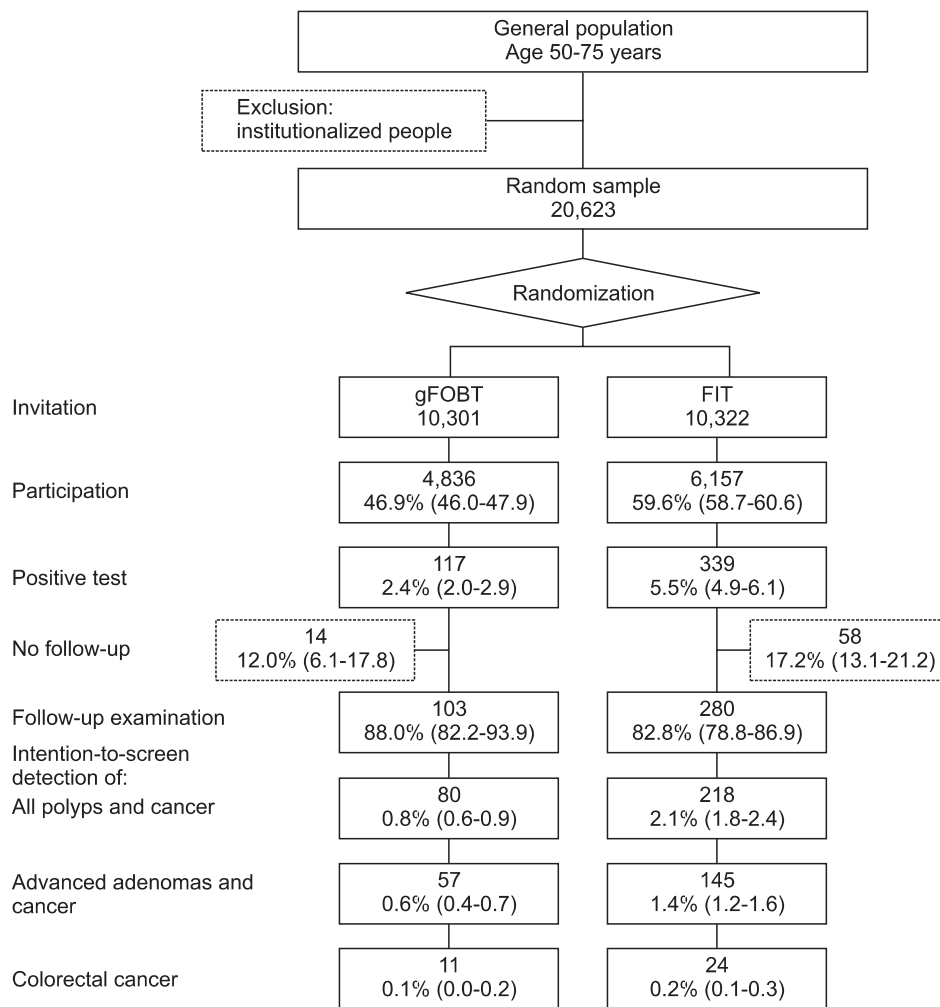 General population
Age 50-75 years
Exclusion:
institutionalized people
Random sample
20,623
Randomization
Invitation
gFOBT
10,301
FIT
10,322
Participation
4,836
46.9% (46.0-47.9)
6,157
59.6% (58.7-60.6)
Positive test
117
2.4% (2.0-2.9)
339
5.5% (4.9-6.1)
No follow-up
14
12.0% (6.1-17.8)
58
17.2% (13.1-21.2)
Follow-up examination
103
88.0% (82.2-93.9)
280
82.8% (78.8-86.9)
Intention-to-screen
detection of:
All polyps and cancer
80
0.8% (0.6-0.9)
218
2.1% (1.8-2.4)
Advanced adenomas and
cancer
57
0.6% (0.4-0.7)
145
1.4% (1.2-1.6)
Colorectal cancer
11
0.1% (0.0-0.2)
24
0.2% (0.1-0.3)